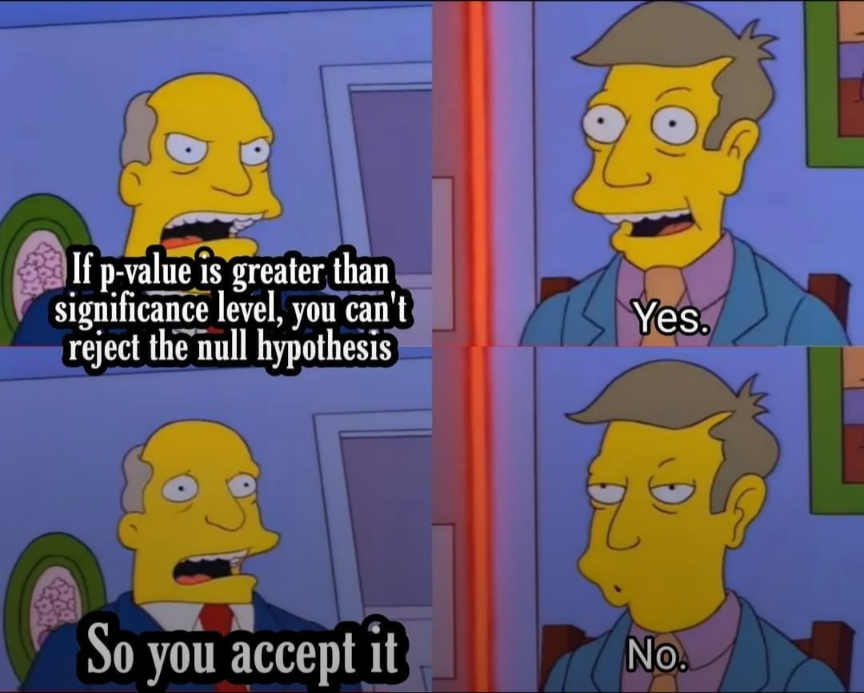 If p-value is greater than
significance level, you can't
reject the null hypothesis
Yes.
So you accept it
No.